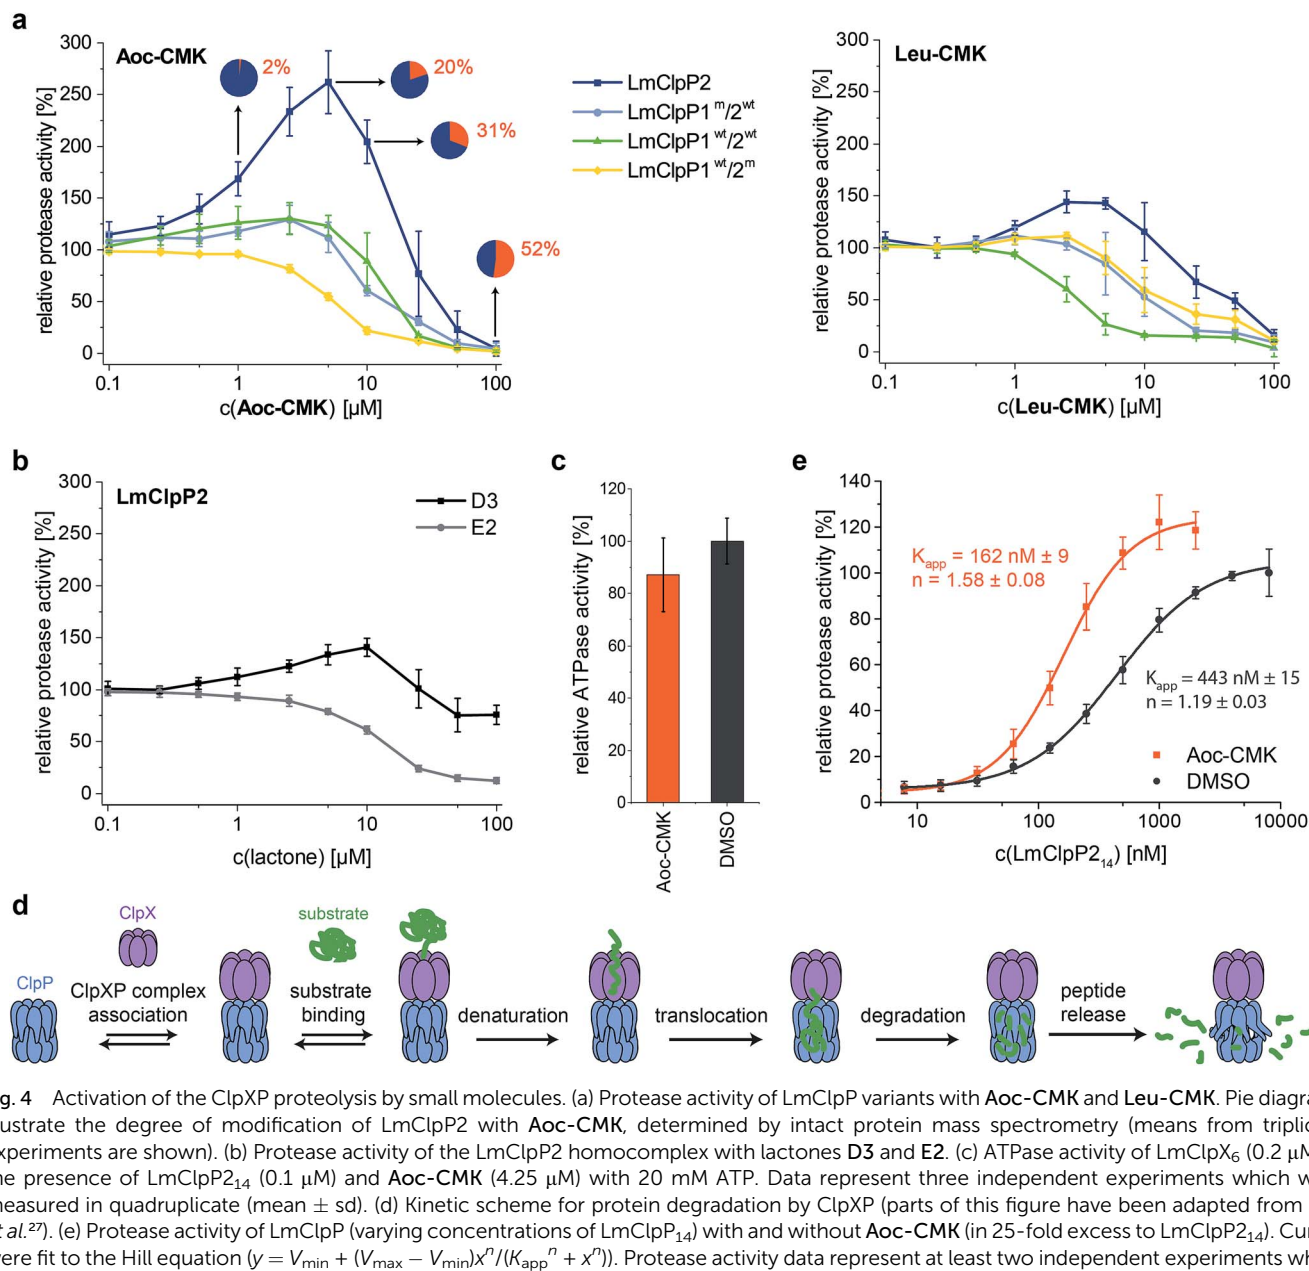 a
Aoc-CMK
300
250
200
150
100
50
0
relative protease activity [%]
2%
20%
31%
52%
0.1 1 10 100
c(Aoc-CMK) [µM]
LmClpP2
LmClpP1ᵐ/2ʷᵗ
LmClpP1ʷᵗ/2ʷᵗ
LmClpP1ʷᵗ/2ᵐ
Leu-CMK
300
250
200
150
100
50
0
relative protease activity [%]
0.1 1 10 100
c(Leu-CMK) [µM]
b
LmClpP2
300
250
200
150
100
50
0
relative protease activity [%]
D3
E2
0.1 1 10 100
c(lactone) [µM]
c
120
100
80
60
40
20
0
relative ATPase activity [%]
Aoc-CMK
DMSO
e
140
120
100
80
60
40
20
0
relative protease activity [%]
Kapp = 162 nM ± 9
n = 1.58 ± 0.08
Kapp = 443 nM ± 15
n = 1.19 ± 0.03
Aoc-CMK
DMSO
10 100 1000 10000
c(LmClpP2₁₄) [nM]
d
ClpX
substrate
ClpP
ClpXP complex
association
substrate
binding
denaturation
translocation
degradation
peptide
release
g. 4 Activation of the ClpXP proteolysis by small molecules. (a) Protease activity of LmClpP variants with Aoc-CMK and Leu-CMK. Pie diagra
ustrate the degree of modification of LmClpP2 with Aoc-CMK, determined by intact protein mass spectrometry (means from triplic
xperiments are shown). (b) Protease activity of the LmClpP2 homocomplex with lactones D3 and E2. (c) ATPase activity of LmClpX₆ (0.2 µM
he presence of LmClpP2₁₄ (0.1 µM) and Aoc-CMK (4.25 µM) with 20 mM ATP. Data represent three independent experiments which w
measured in quadruplicate (mean ± sd). (d) Kinetic scheme for protein degradation by ClpXP (parts of this figure have been adapted from
t al.²⁷). (e) Protease activity of LmClpP (varying concentrations of LmClpP₁₄) with and without Aoc-CMK (in 25-fold excess to LmClpP2₁₄). Cur
were fit to the Hill equation (y = Vmin + (Vmax − Vmin)xⁿ/(Kappⁿ + xⁿ)). Protease activity data represent at least two independent experiments wh